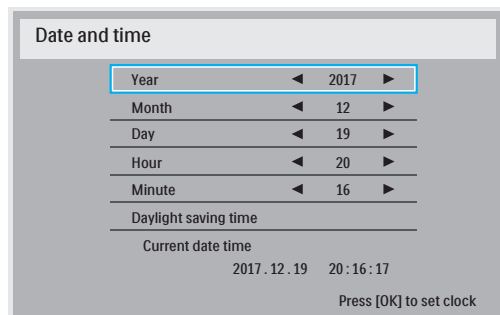 Date and time
Year ◄ 2017 ►
Month ◄ 12 ►
Day ◄ 19 ►
Hour ◄ 20 ►
Minute ◄ 16 ►
Daylight saving time
Current date time
2017 . 12 . 19 20 : 16 : 17
Press [OK] to set clock